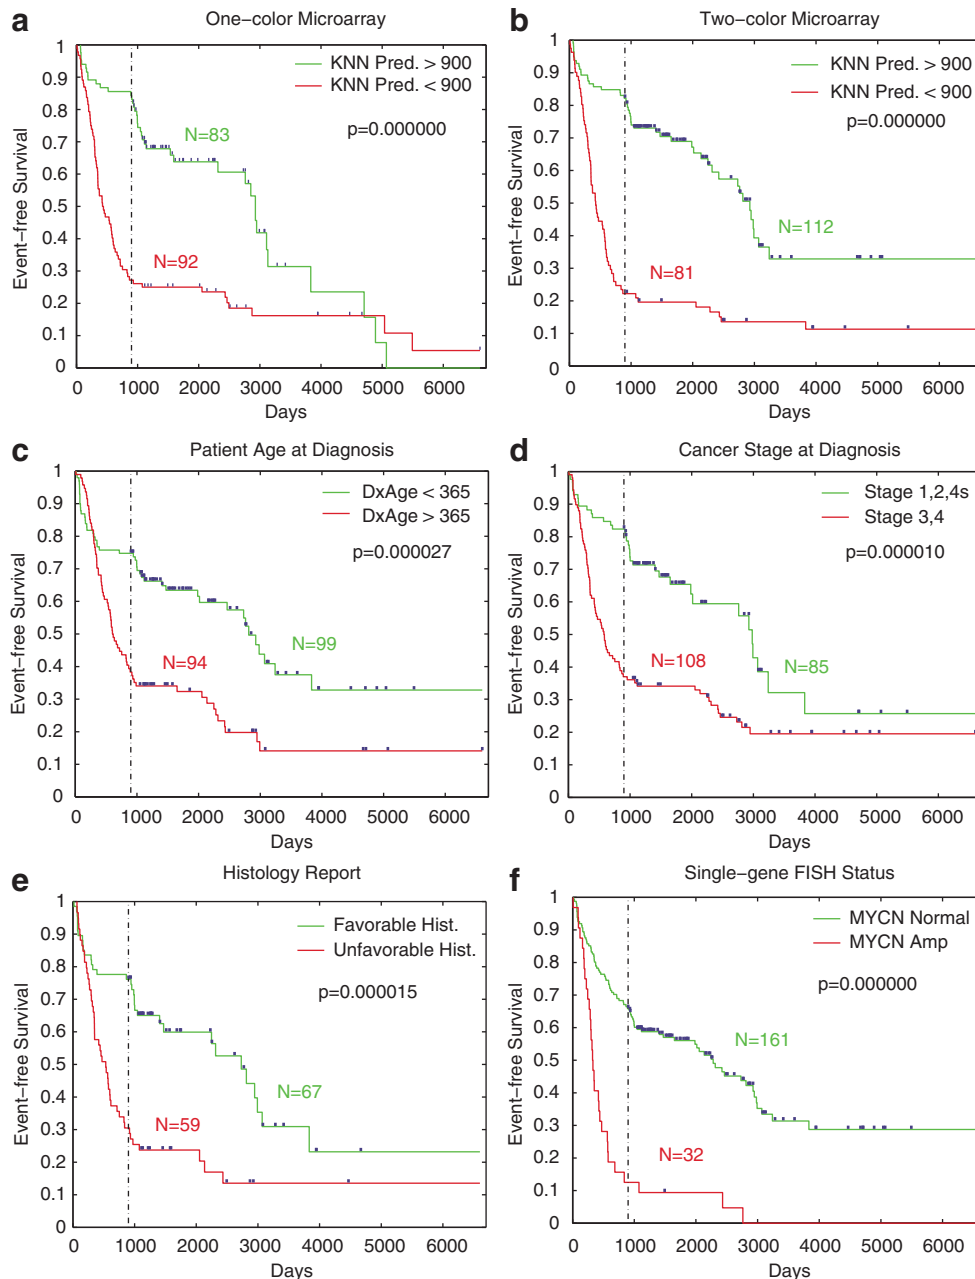 a
One-color Microarray
KNN Pred. > 900
KNN Pred. < 900
p=0.000000
N=83
N=92
Event-free Survival
1
0.9
0.8
0.7
0.6
0.5
0.4
0.3
0.2
0.1
0
0 1000 2000 3000 4000 5000 6000
Days
b
Two-color Microarray
KNN Pred. > 900
KNN Pred. < 900
p=0.000000
N=112
N=81
Event-free Survival
1
0.9
0.8
0.7
0.6
0.5
0.4
0.3
0.2
0.1
0
0 1000 2000 3000 4000 5000 6000
Days
c
Patient Age at Diagnosis
DxAge < 365
DxAge > 365
p=0.000027
N=99
N=94
Event-free Survival
1
0.9
0.8
0.7
0.6
0.5
0.4
0.3
0.2
0.1
0
0 1000 2000 3000 4000 5000 6000
Days
d
Cancer Stage at Diagnosis
Stage 1,2,4s
Stage 3,4
p=0.000010
N=108
N=85
Event-free Survival
1
0.9
0.8
0.7
0.6
0.5
0.4
0.3
0.2
0.1
0
0 1000 2000 3000 4000 5000 6000
Days
e
Histology Report
Favorable Hist.
Unfavorable Hist.
p=0.000015
N=67
N=59
Event-free Survival
1
0.9
0.8
0.7
0.6
0.5
0.4
0.3
0.2
0.1
0
0 1000 2000 3000 4000 5000 6000
Days
f
Single-gene FISH Status
MYCN Normal
MYCN Amp
p=0.000000
N=161
N=32
Event-free Survival
1
0.9
0.8
0.7
0.6
0.5
0.4
0.3
0.2
0.1
0
0 1000 2000 3000 4000 5000 6000
Days